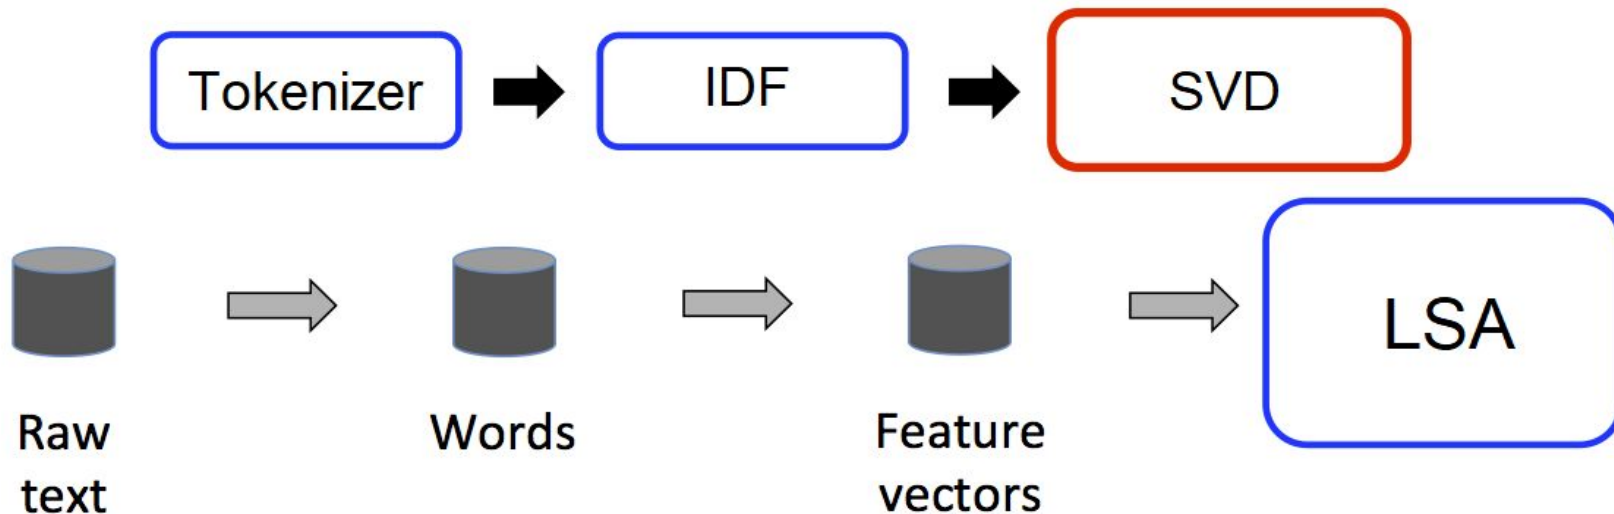 Tokenizer
IDF
SVD
LSA
Raw
text
Words
Feature
vectors